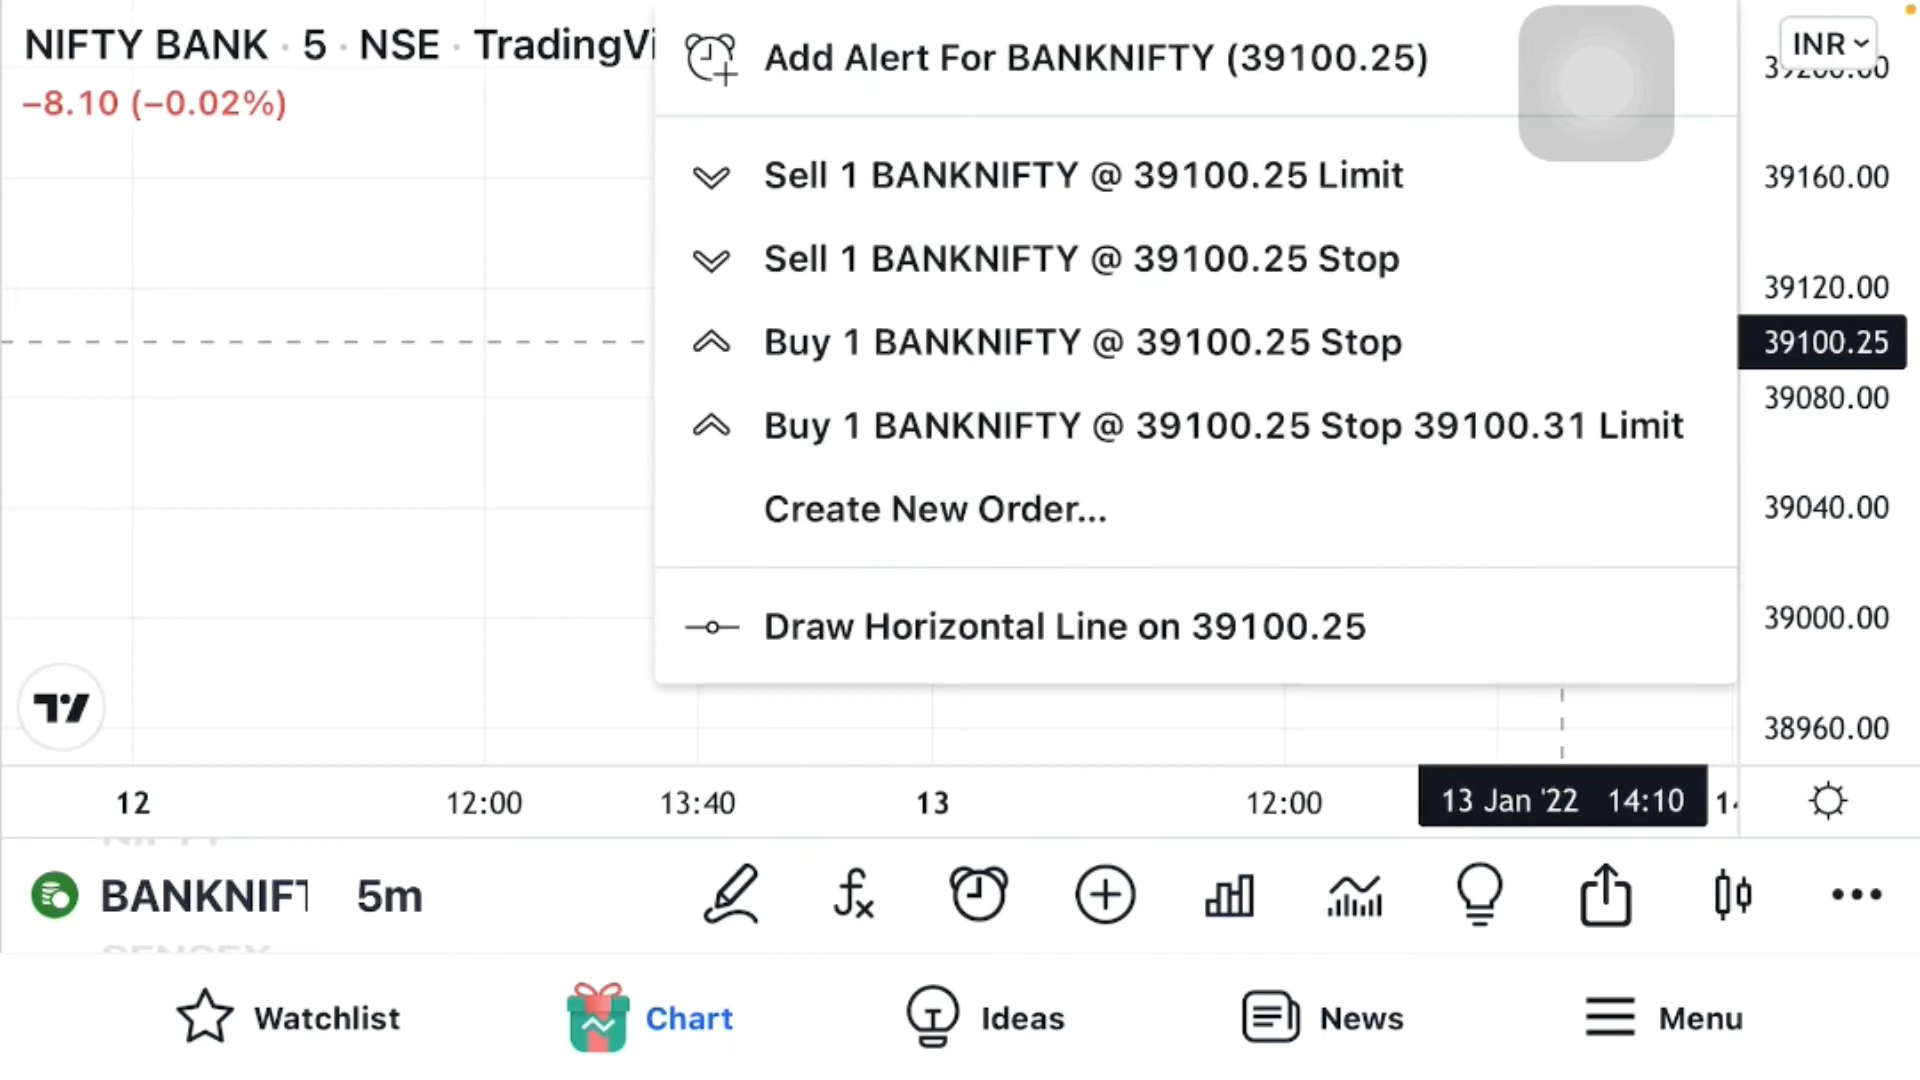 NIFTY BANK · 5 · NSE · TradingVi
−8.10 (−0.02%)
Add Alert For BANKNIFTY (39100.25)
Sell 1 BANKNIFTY @ 39100.25 Limit
Sell 1 BANKNIFTY @ 39100.25 Stop
Buy 1 BANKNIFTY @ 39100.25 Stop
Buy 1 BANKNIFTY @ 39100.25 Stop 39100.31 Limit
Create New Order...
Draw Horizontal Line on 39100.25
INR
39200.00
39160.00
39120.00
39100.25
39080.00
39040.00
39000.00
38960.00
12 12:00 13:40 13 12:00 13 Jan '22 14:10
BANKNIFT 5m
Watchlist Chart Ideas News Menu